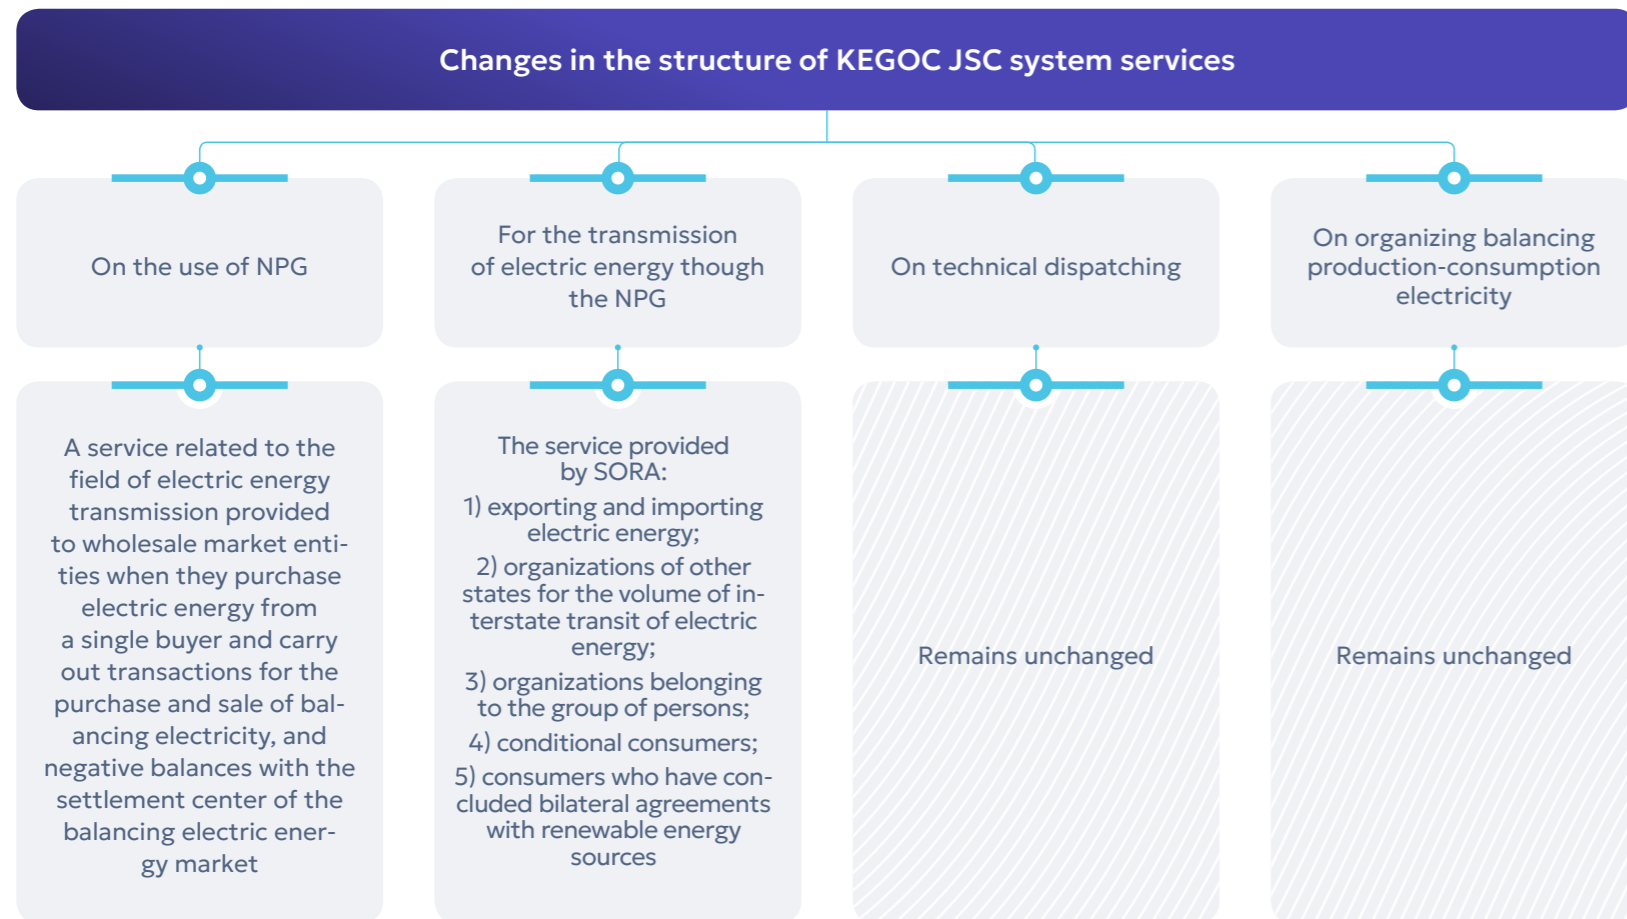 Changes in the structure of KEGOC JSC system services
On the use of NPG
For the transmission
of electric energy though
the NPG
On technical dispatching
On organizing balancing
production-consumption
electricity
A service related to the
field of electric energy
transmission provided
to wholesale market enti-
ties when they purchase
electric energy from
a single buyer and carry
out transactions for the
purchase and sale of bal-
ancing electricity, and
negative balances with the
settlement center of the
balancing electric ener-
gy market
The service provided
by SORA:
1) exporting and importing
electric energy;
2) organizations of other
states for the volume of in-
terstate transit of electric
energy;
3) organizations belonging
to the group of persons;
4) conditional consumers;
5) consumers who have con-
cluded bilateral agreements
with renewable energy
sources
Remains unchanged
Remains unchanged